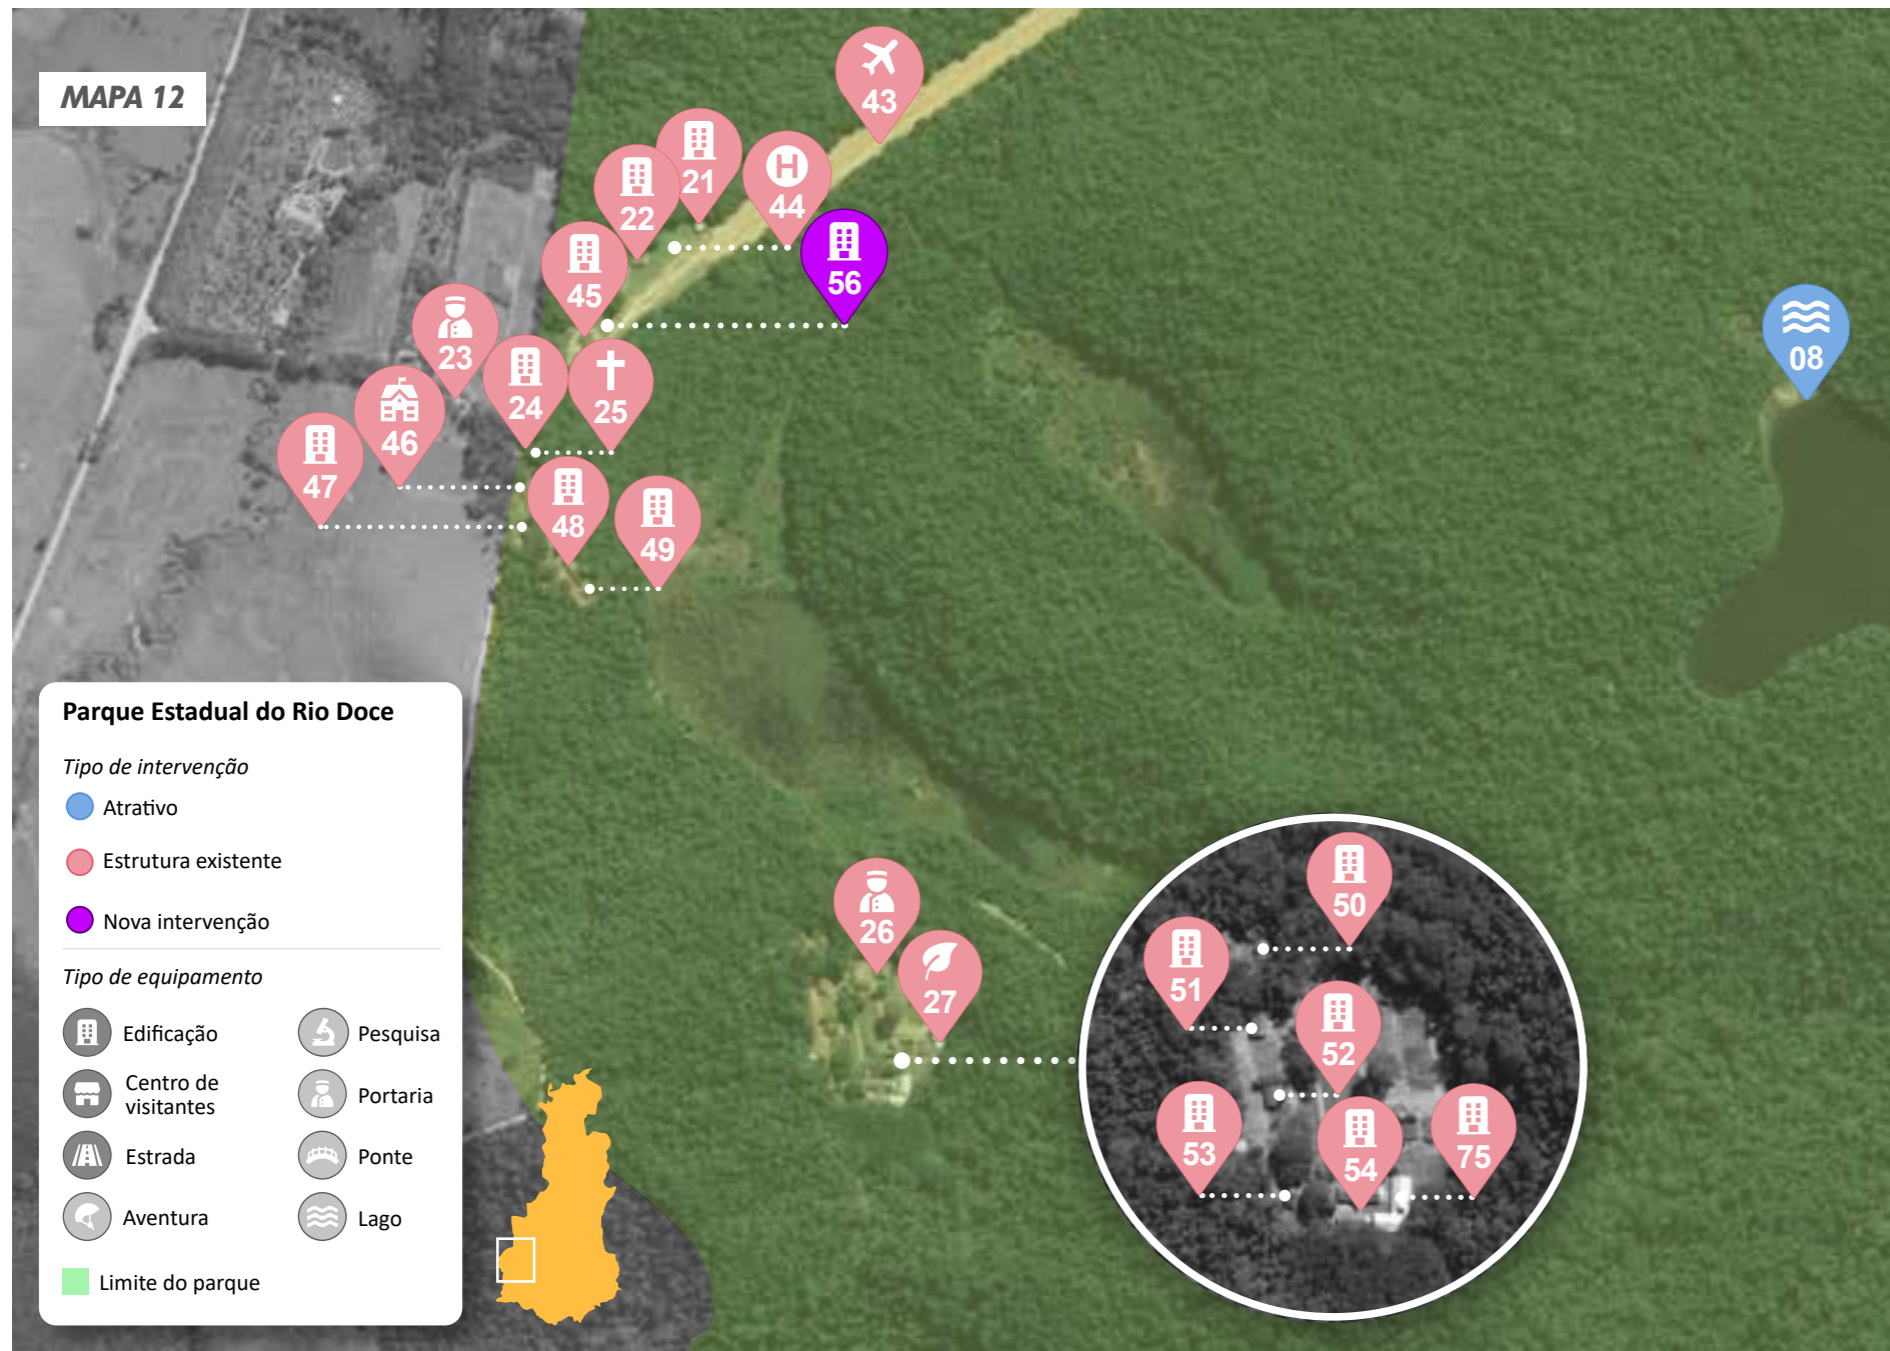 MAPA 12
43
21
44
22
56
45
23
08
24
25
46
47
48
49
Parque Estadual do Rio Doce
Tipo de intervenção
Atrativo
Estrutura existente
Nova intervenção
Tipo de equipamento
Edificação
Pesquisa
Centro de
visitantes
Portaria
Estrada
Ponte
Aventura
Lago
Limite do parque
26
27
50
51
52
53
54
75
H